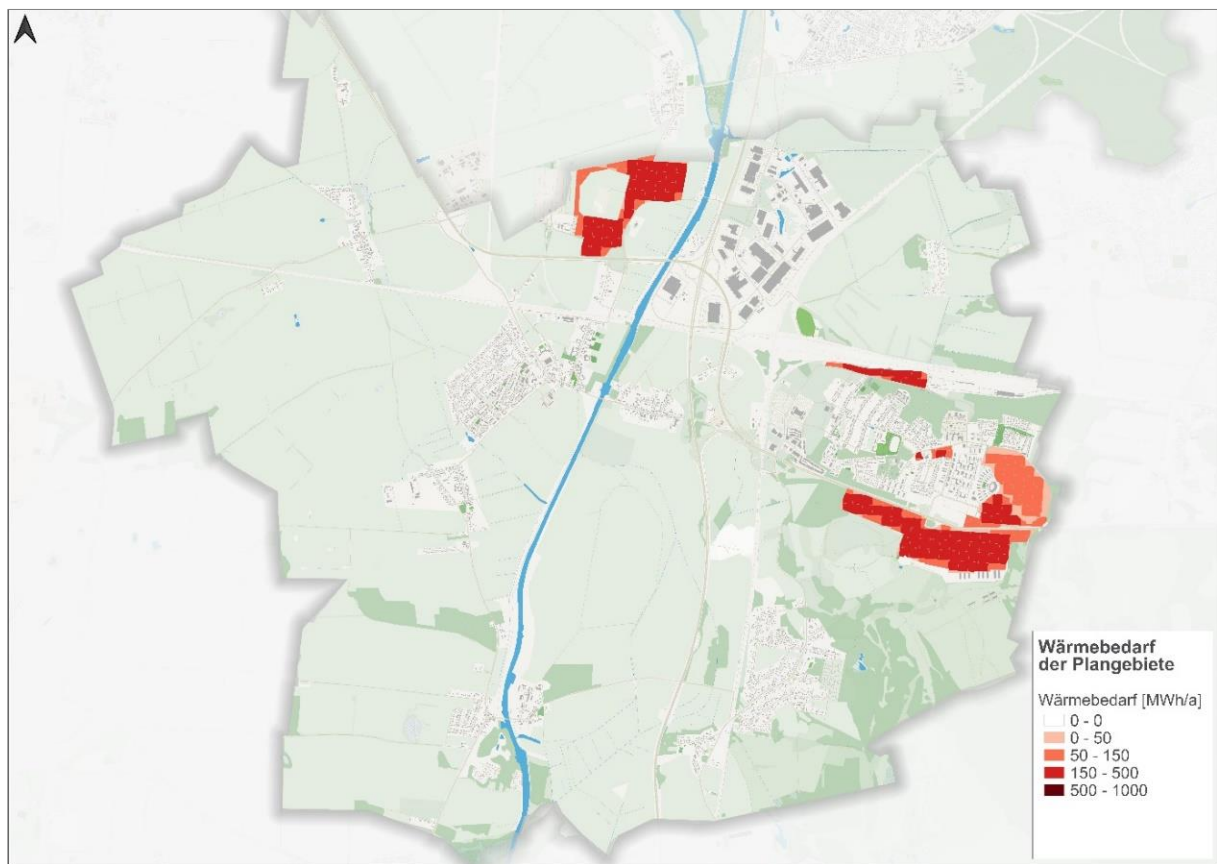 Wärmebedarf
der Plangebiete
Wärmebedarf [MWh/a]
0 - 0
0 - 50
50 - 150
150 - 500
500 - 1000